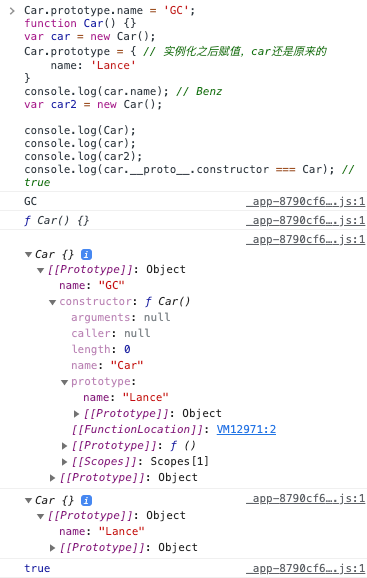 Car.prototype.name = 'GC';
function Car() {}
var car = new Car();
Car.prototype = { // 实例化之后赋值，car还是原来的
name: 'Lance'
}
console.log(car.name); // Benz
var car2 = new Car();
console.log(Car);
console.log(car);
console.log(car2);
console.log(car.__proto__.constructor === Car); //
true
GC app-8790cf6….js:1
ƒ Car() {} app-8790cf6….js:1
app-8790cf6….js:1
Car {} i
[[Prototype]]: Object
name: "GC"
constructor: ƒ Car()
arguments: null
caller: null
length: 0
name: "Car"
prototype:
name: "Lance"
[[Prototype]]: Object
[[FunctionLocation]]: VM12971:2
[[Prototype]]: ƒ ()
[[Scopes]]: Scopes[1]
[[Prototype]]: Object
Car {} i app-8790cf6….js:1
[[Prototype]]: Object
name: "Lance"
[[Prototype]]: Object
true app-8790cf6….js:1